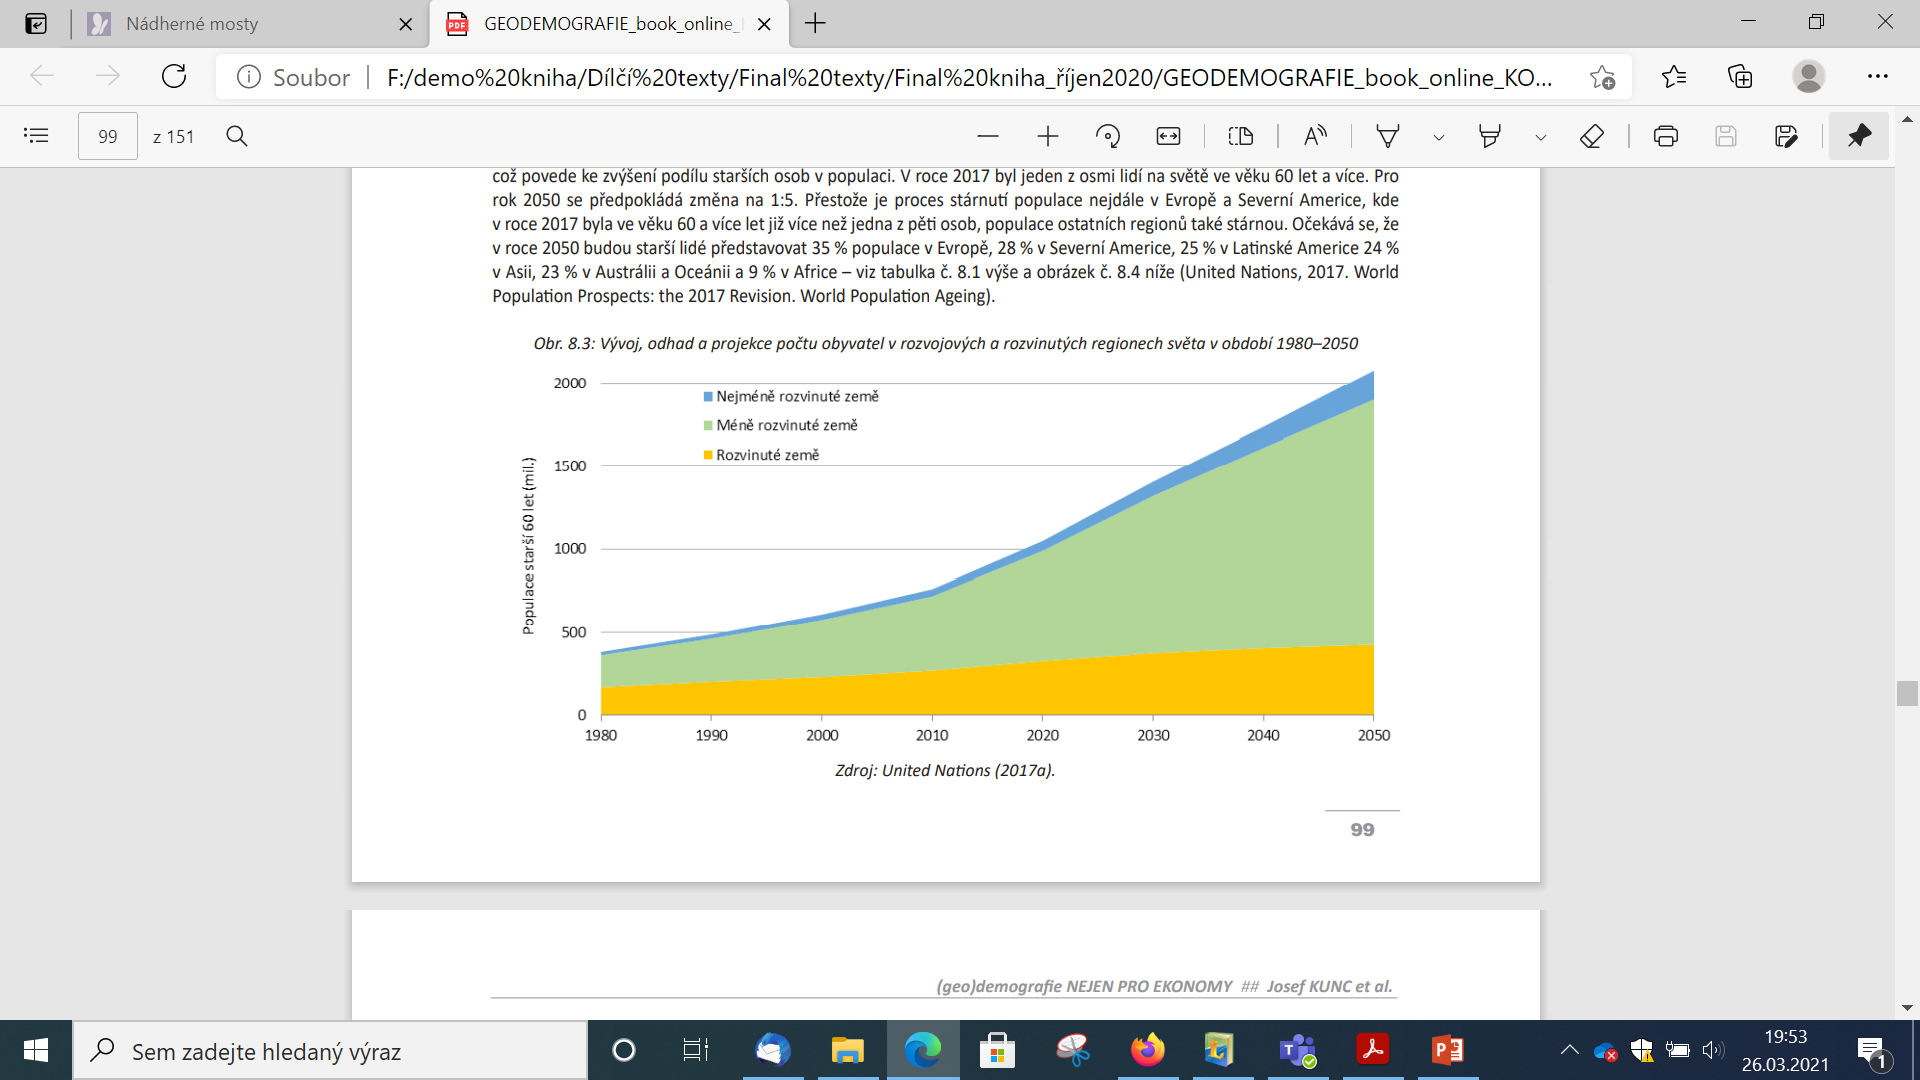 Nádherné mosty
GEODEMOGRAFIE_book_online_
Soubor
F:/demo%20kniha/Dílčí%20texty/Final%20texty/Final%20kniha_říjen2020/GEODEMOGRAFIE_book_online_KO...
99 z 151
což povede ke zvýšení podílu starších osob v populaci. V roce 2017 byl jeden z osmi lidí na světě ve věku 60 let a více. Pro
rok 2050 se předpokládá změna na 1:5. Přestože je proces stárnutí populace nejdále v Evropě a Severní Americe, kde
v roce 2017 byla ve věku 60 a více let již více než jedna z pěti osob, populace ostatních regionů také stárnou. Očekává se, že
v roce 2050 budou starší lidé představovat 35 % populace v Evropě, 28 % v Severní Americe, 25 % v Latinské Americe 24 %
v Asii, 23 % v Austrálii a Oceánii a 9 % v Africe – viz tabulka č. 8.1 výše a obrázek č. 8.4 níže (United Nations, 2017. World
Population Prospects: the 2017 Revision. World Population Ageing).
Obr. 8.3: Vývoj, odhad a projekce počtu obyvatel v rozvojových a rozvinutých regionech světa v období 1980–2050
Populace starší 60 let (mil.)
2000
1500
1000
500
0
Nejméně rozvinuté země
Méně rozvinuté země
Rozvinuté země
1980 1990 2000 2010 2020 2030 2040 2050
Zdroj: United Nations (2017a).
99
(geo)demografie NEJEN PRO EKONOMY ## Josef KUNC et al.
Sem zadejte hledaný výraz
19:53
26.03.2021
1